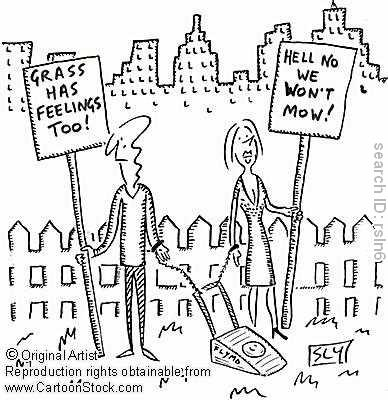 GRASS
HAS
FEELINGS
TOO!
HELL NO
WE
WON'T
MOW!
FLYMO
SLY
© Original Artist
Reproduction rights obtainable from
www.CartoonStock.com
search ID: rsln6